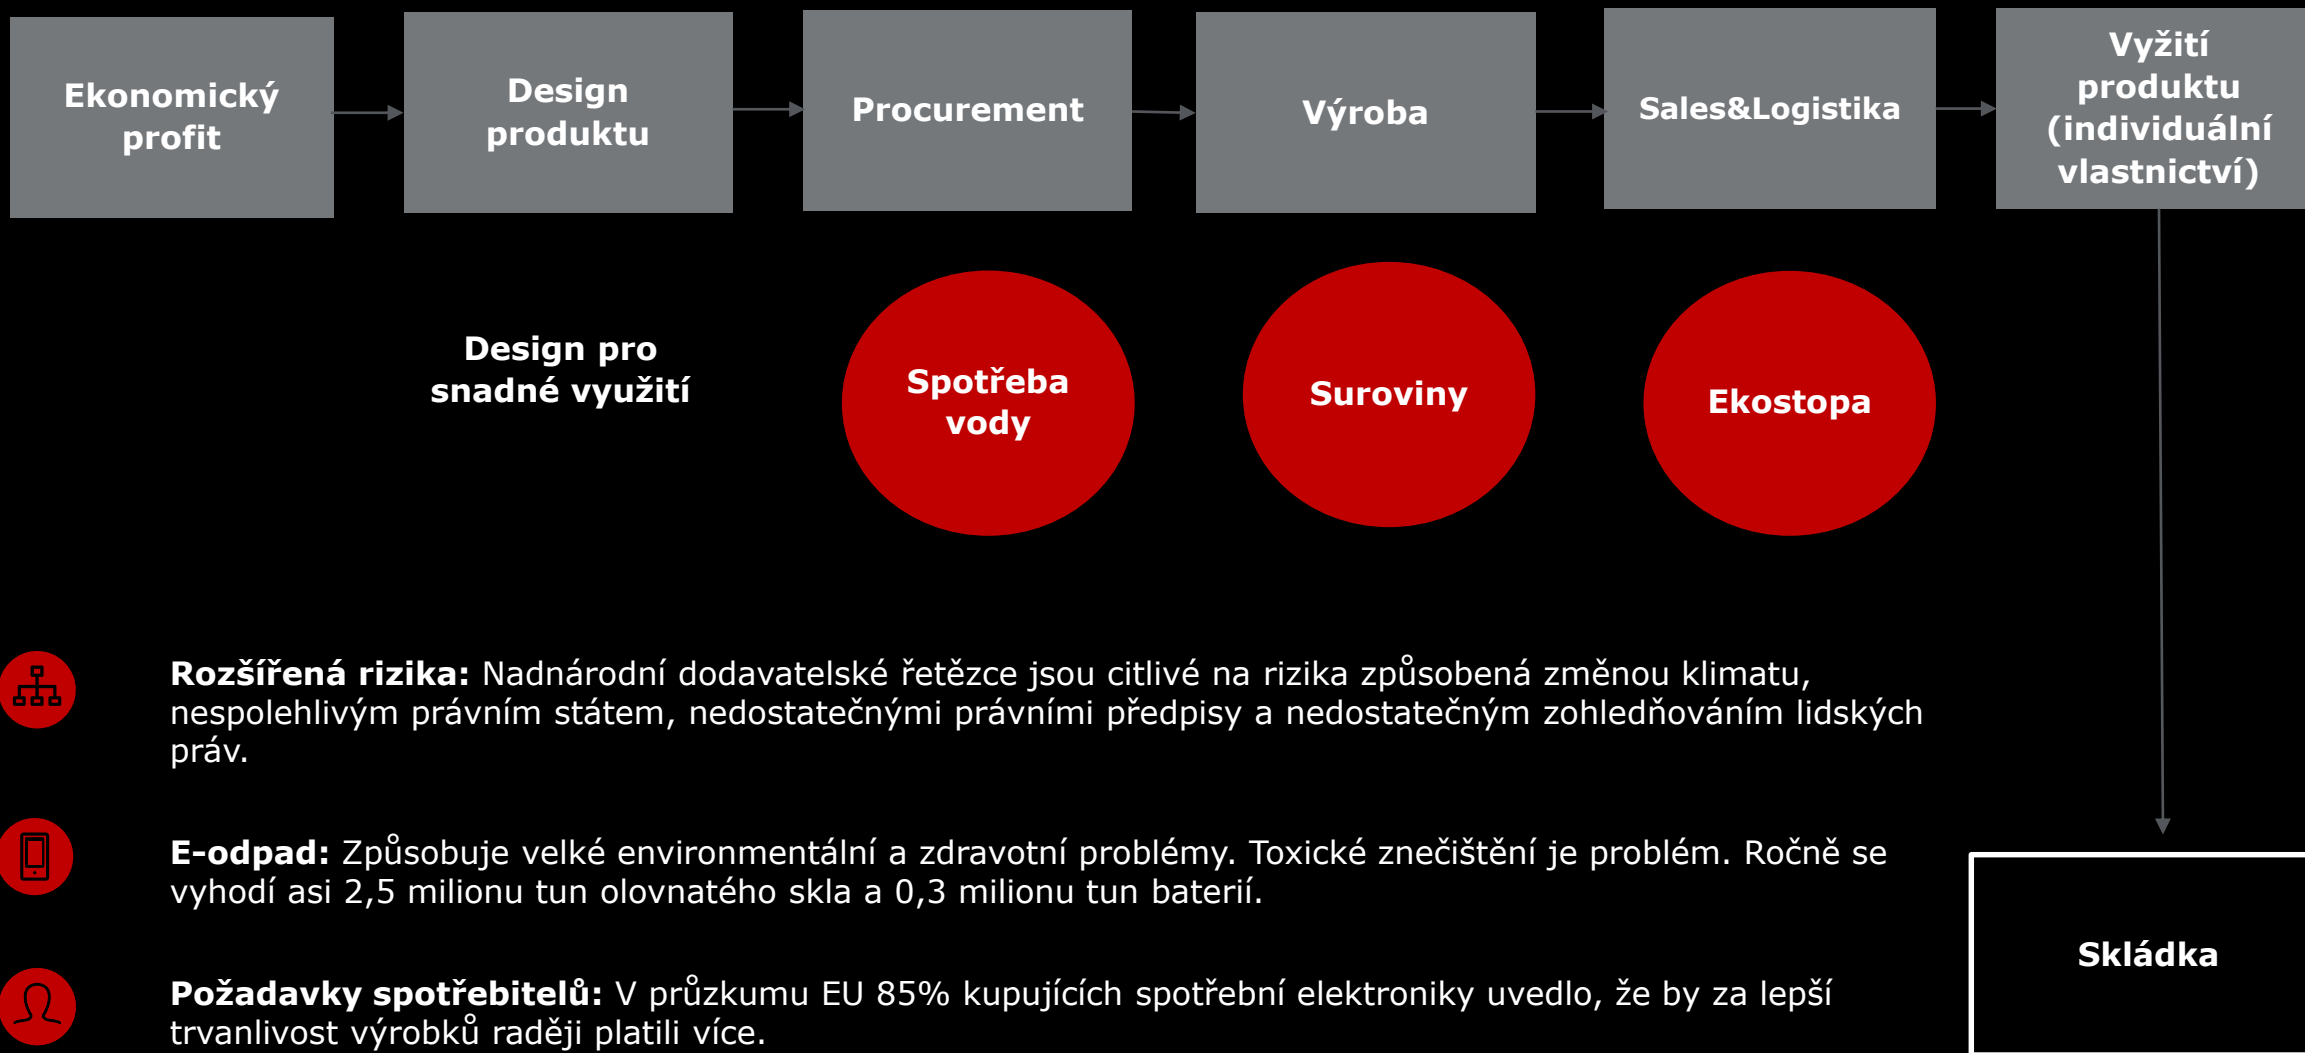 Ekonomický
profit
Design
produktu
Procurement
Výroba
Sales&Logistika
Vyžití
produktu
(individuální
vlastnictví)
Design pro
snadné využití
Spotřeba
vody
Suroviny
Ekostopa
Rozšířená rizika: Nadnárodní dodavatelské řetězce jsou citlivé na rizika způsobená změnou klimatu,
nespolehlivým právním státem, nedostatečnými právními předpisy a nedostatečným zohledňováním lidských
práv.
E-odpad: Způsobuje velké environmentální a zdravotní problémy. Toxické znečištění je problém. Ročně se
vyhodí asi 2,5 milionu tun olovnatého skla a 0,3 milionu tun baterií.
Skládka
Požadavky spotřebitelů: V průzkumu EU 85% kupujících spotřební elektroniky uvedlo, že by za lepší
trvanlivost výrobků raději platili více.